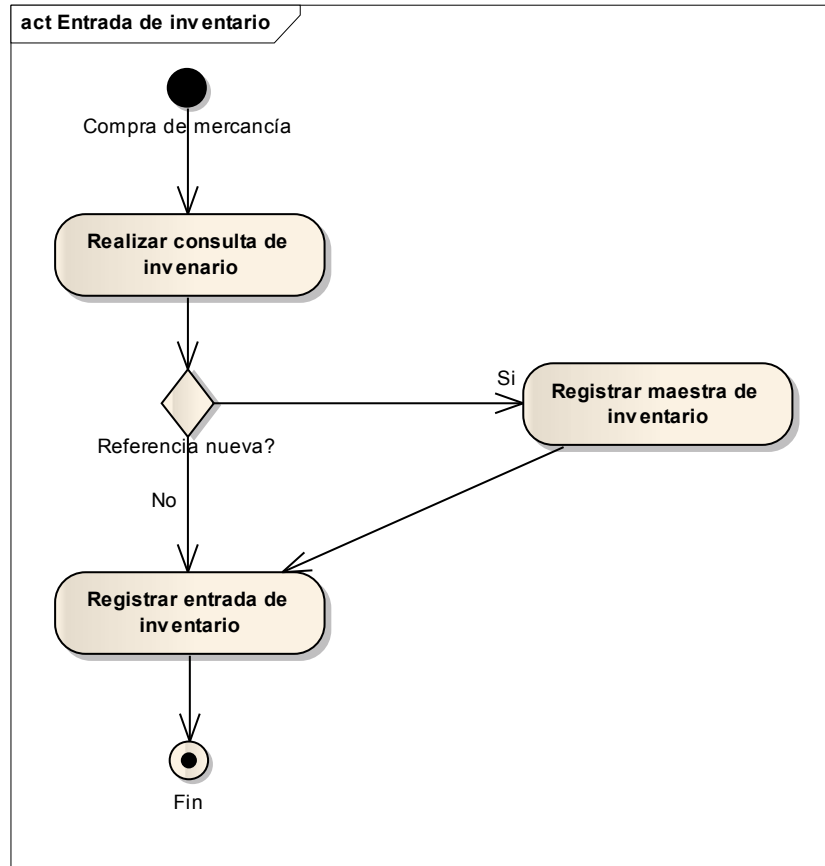 act Entrada de inventario
Compra de mercancía
Realizar consulta de
invenario
Si
Registrar maestra de
inventario
Referencia nueva?
No
Registrar entrada de
inventario
Fin